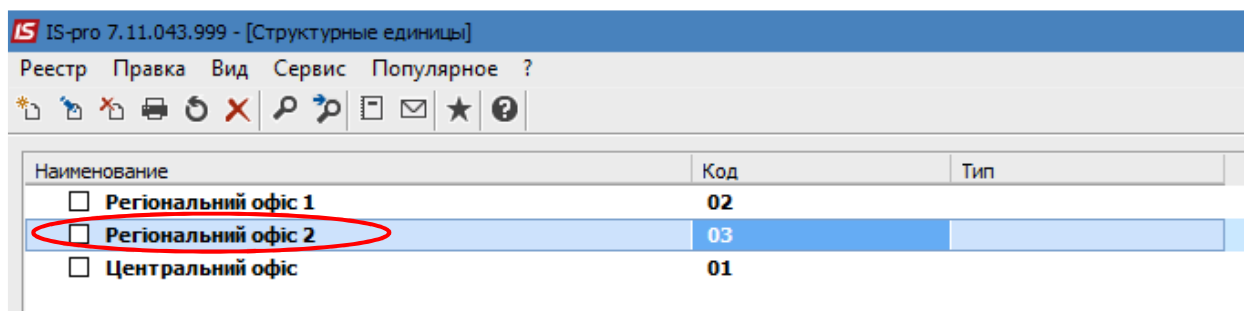 IS IS-pro 7.11.043.999 - [Структурные единицы]
Реестр Правка Вид Сервис Популярное ?
Наименование Код Тип
Регіональний офіс 1 02
Регіональний офіс 2 03
Центральний офіс 01